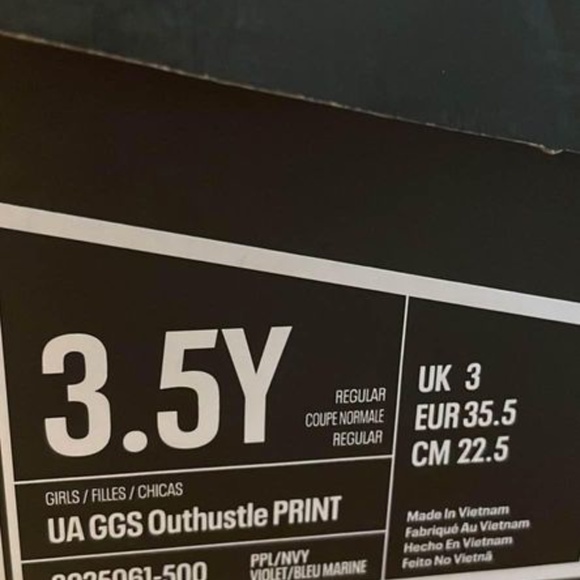 3.5Y
REGULAR
COUPE NORMALE
REGULAR
UK 3
EUR 35.5
CM 22.5
GIRLS / FILLES / CHICAS
UA GGS Outhustle PRINT
Made In Vietnam
Fabriqué Au Vietnam
Hecho En Vietnam
Feito No Vietnã
3025061-500
PPL/NVY
VIOLET/BLEU MARINE